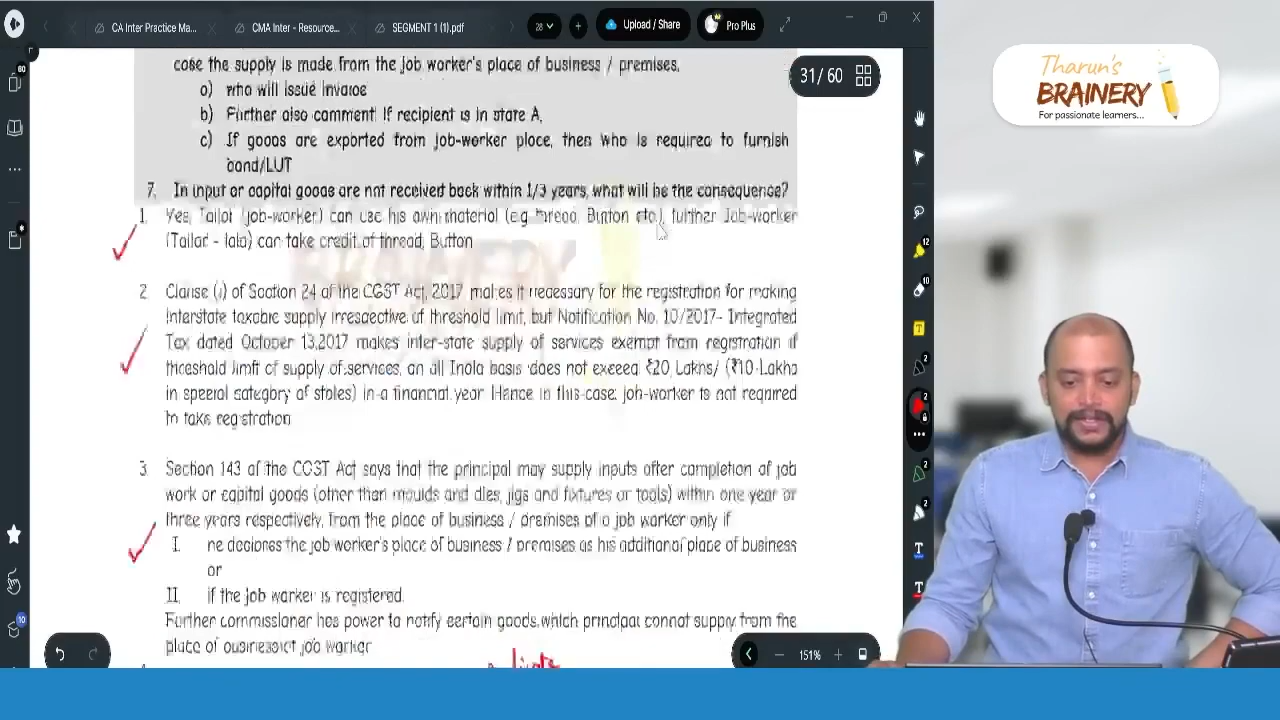 CA Inter Practice Ma...
CMA Inter - Resource...
SEGMENT 1 (1).pdf
28
Upload / Share
Pro Plus
31/60
case the supply is made from the job worker's place of business / premises,
a) who will issue invoice
b) Further also comment if recipient is in state A,
c) If goods are exported from job-worker place, then who is required to furnish
bond/LUT
7. In input or capital goods are not received back within 1/3 years, what will be the consequence?
1. Yes, Tailor (job-worker) can use his own material (e.g. thread, Button etc.), further Job-worker
(Tailor - lala) can take credit of thread, Button
2. Clause (i) of Section 24 of the CGST Act, 2017 makes it necessary for the registration for making
interstate taxable supply irrespective of threshold limit, but Notification No. 10/2017- Integrated
Tax dated October 13,2017 makes inter-state supply of services exempt from registration if
threshold limit of supply of services, on all India basis does not exceed ₹20 Lakhs/ (₹10 Lakhs
in special category of states) in a financial year Hence in this case job-worker is not required
to take registration
3. Section 143 of the CGST Act says that the principal may supply inputs after completion of job
work or capital goods (other than moulds and dies, jigs and fixtures or tools) within one year or
three years respectively, from the place of business / premises of a job worker only if
I. he declares the job worker's place of business / premises as his additional place of business
or
II. if the job worker is registered.
Further commissioner has power to notify certain goods which principal cannot supply from the
place of business of job worker
151%
Tharun's
BRAINERY
For passionate learners...